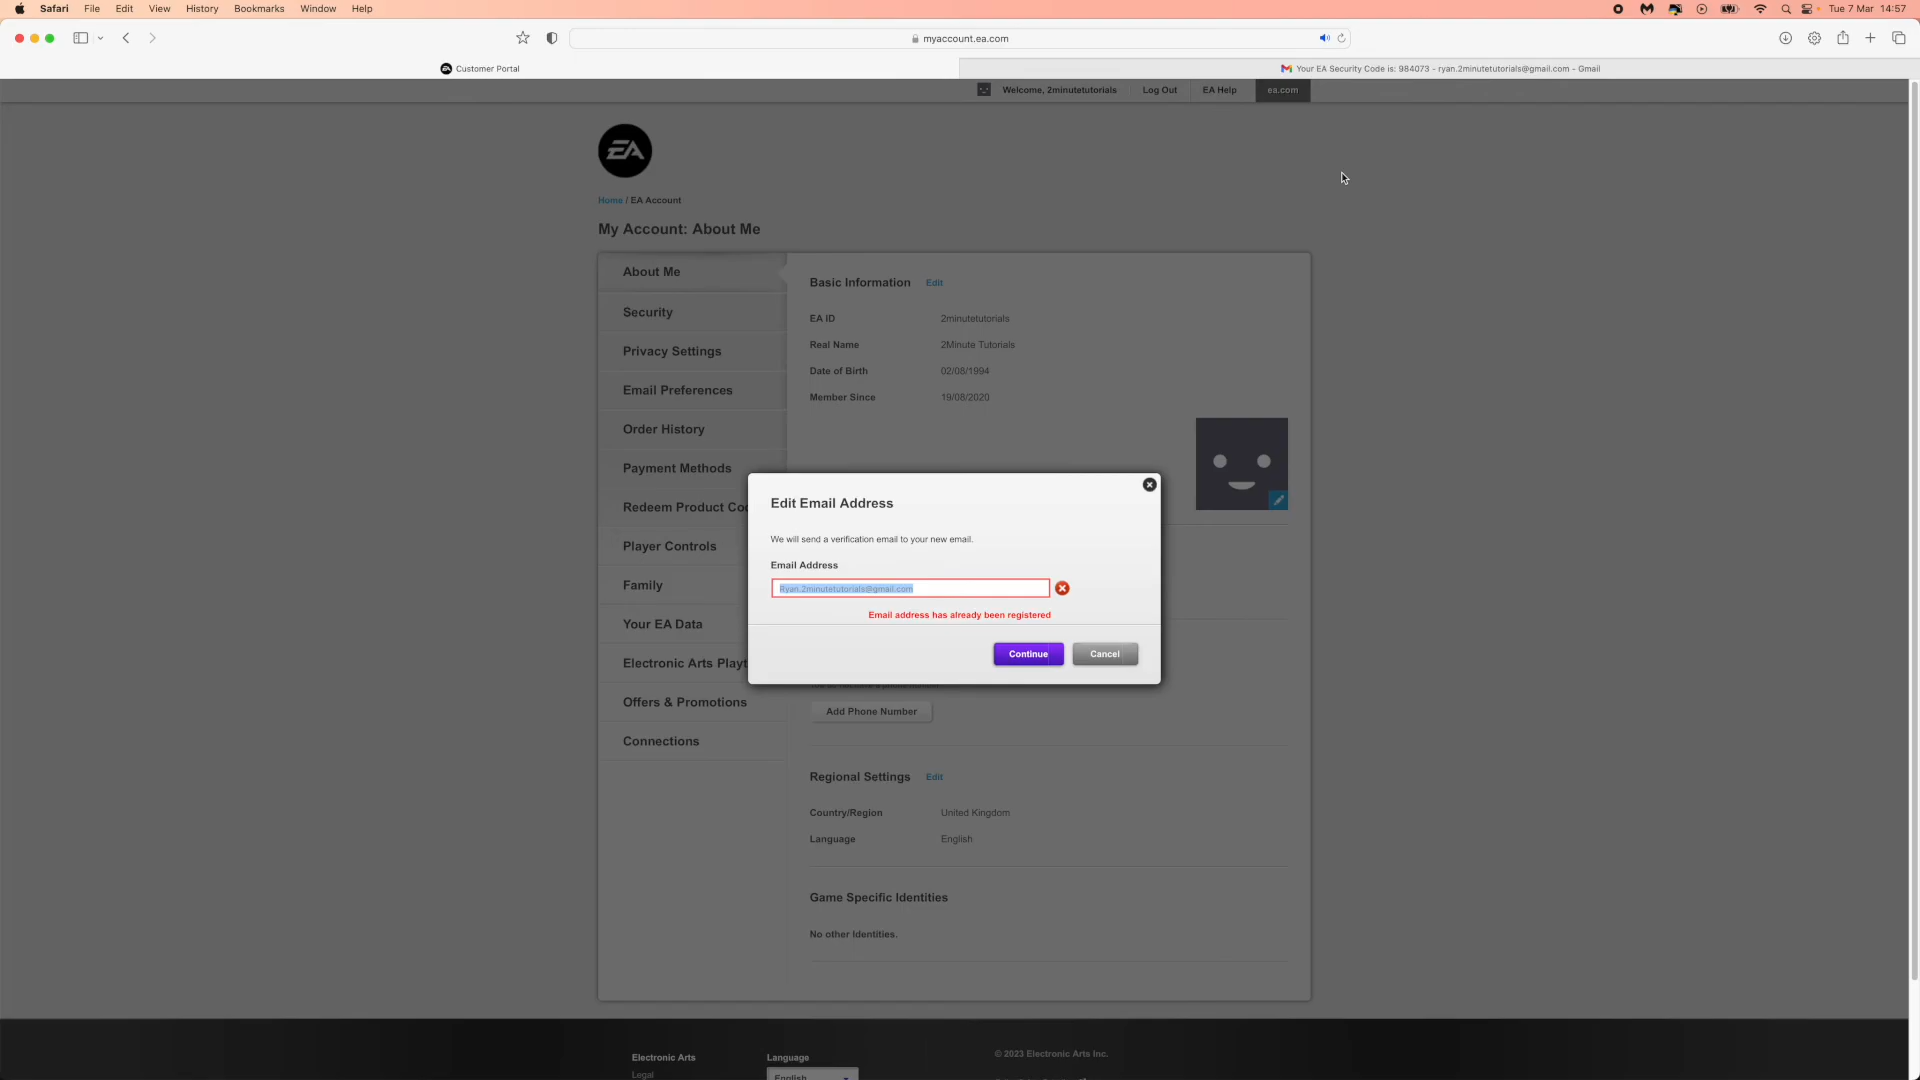 Safari File Edit View History Bookmarks Window Help Tue 7 Mar 14:57
myaccount.ea.com
Customer Portal
Your EA Security Code is: 984073 - ryan.2minutetutorials@gmail.com - Gmail
Welcome, 2minutetutorials Log Out EA Help ea.com
EA
Home / EA Account
My Account: About Me
About Me
Security
Privacy Settings
Email Preferences
Order History
Payment Methods
Redeem Product Co
Player Controls
Family
Your EA Data
Electronic Arts Playt
Offers & Promotions
Connections
Basic Information Edit
EA ID 2minutetutorials
Real Name 2Minute Tutorials
Date of Birth 02/08/1994
Member Since 19/08/2020
Edit Email Address
We will send a verification email to your new email.
Email Address
Ryan.2minutetutorials@gmail.com
Email address has already been registered
Continue Cancel
Add Phone Number
Regional Settings Edit
Country/Region United Kingdom
Language English
Game Specific Identities
No other Identities.
Electronic Arts Language © 2023 Electronic Arts Inc.
Legal English